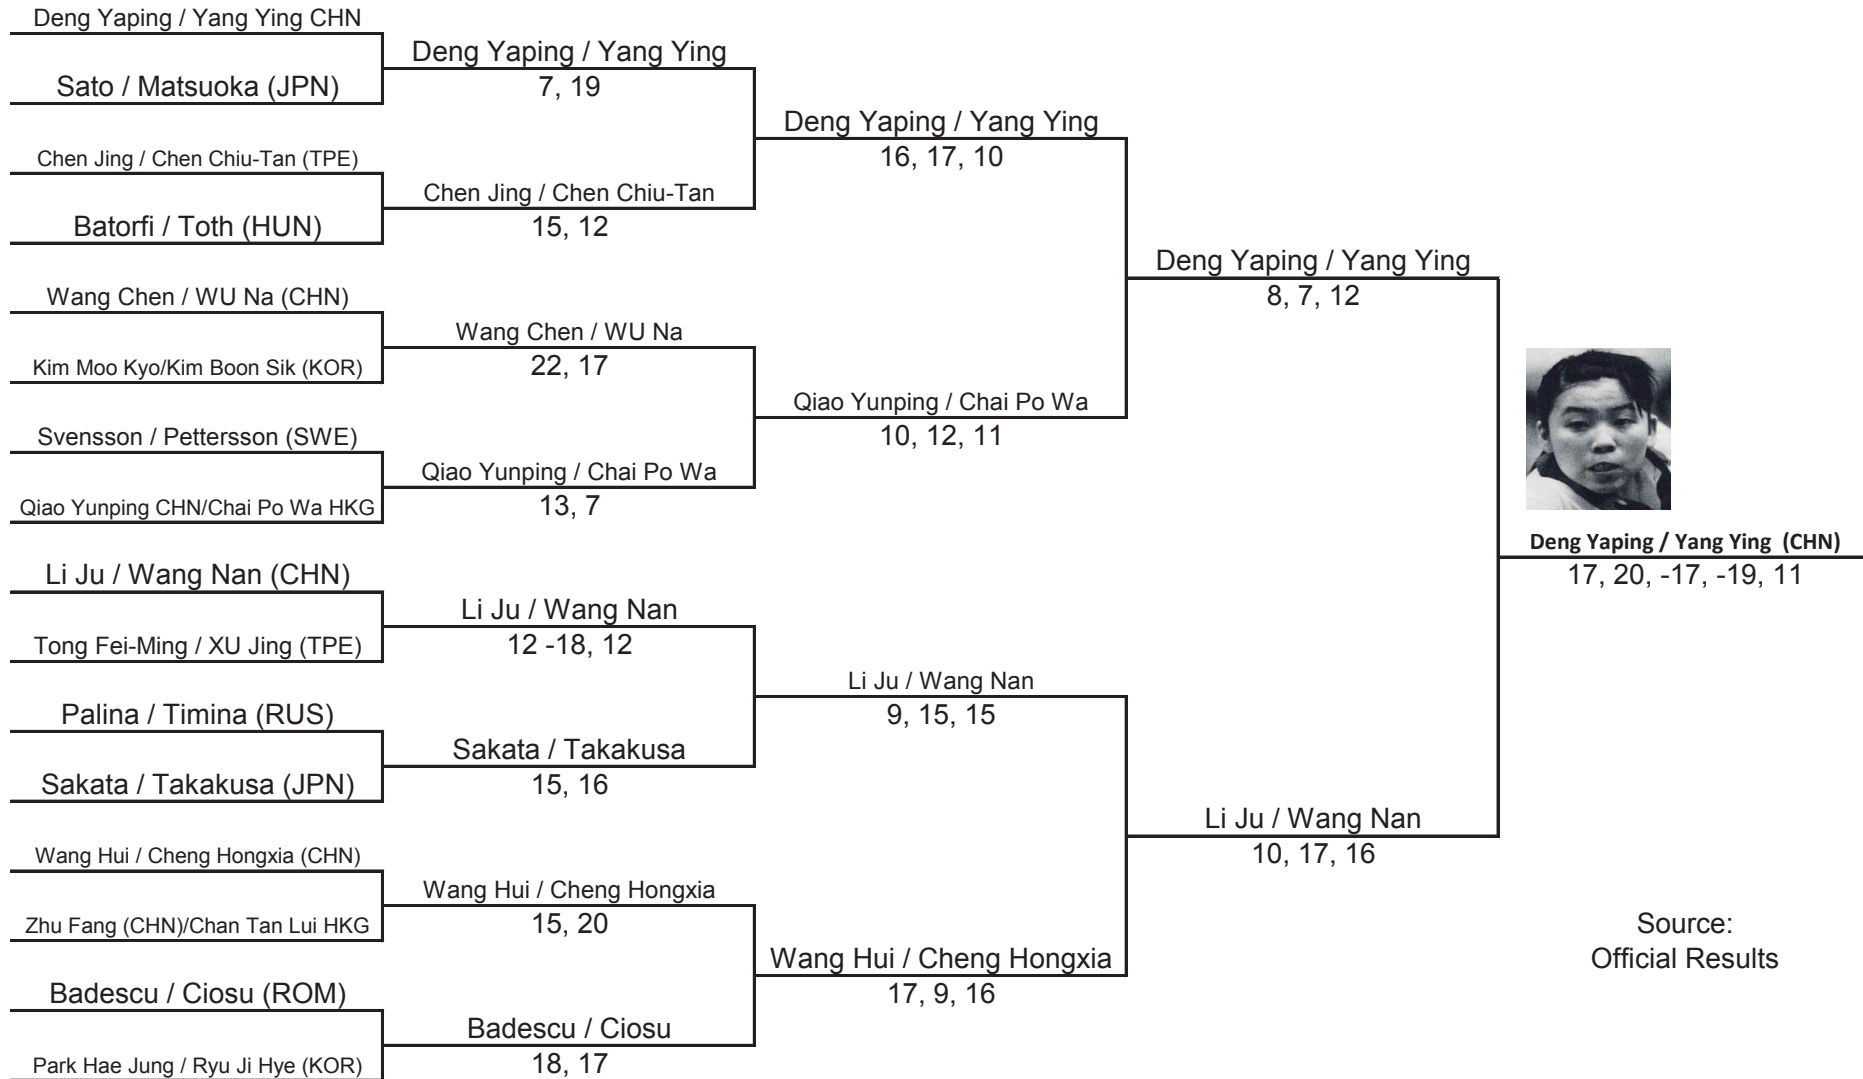 Deng Yaping / Yang Ying CHN
Sato / Matsuoka (JPN)
Chen Jing / Chen Chiu-Tan (TPE)
Batorfi / Toth (HUN)
Wang Chen / WU Na (CHN)
Kim Moo Kyo/Kim Boon Sik (KOR)
Svensson / Pettersson (SWE)
Qiao Yunping CHN/Chai Po Wa HKG
Li Ju / Wang Nan (CHN)
Tong Fei-Ming / XU Jing (TPE)
Palina / Timina (RUS)
Sakata / Takakusa (JPN)
Wang Hui / Cheng Hongxia (CHN)
Zhu Fang (CHN)/Chan Tan Lui HKG
Badescu / Ciosu (ROM)
Park Hae Jung / Ryu Ji Hye (KOR)
Deng Yaping / Yang Ying
7, 19
Chen Jing / Chen Chiu-Tan
15, 12
Wang Chen / WU Na
22, 17
Qiao Yunping / Chai Po Wa
13, 7
Li Ju / Wang Nan
12 -18, 12
Sakata / Takakusa
15, 16
Wang Hui / Cheng Hongxia
15, 20
Badescu / Ciosu
18, 17
Deng Yaping / Yang Ying
16, 17, 10
Qiao Yunping / Chai Po Wa
10, 12, 11
Li Ju / Wang Nan
9, 15, 15
Wang Hui / Cheng Hongxia
17, 9, 16
Deng Yaping / Yang Ying
8, 7, 12
Li Ju / Wang Nan
10, 17, 16
Deng Yaping / Yang Ying (CHN)
17, 20, -17, -19, 11
Source:
Official Results